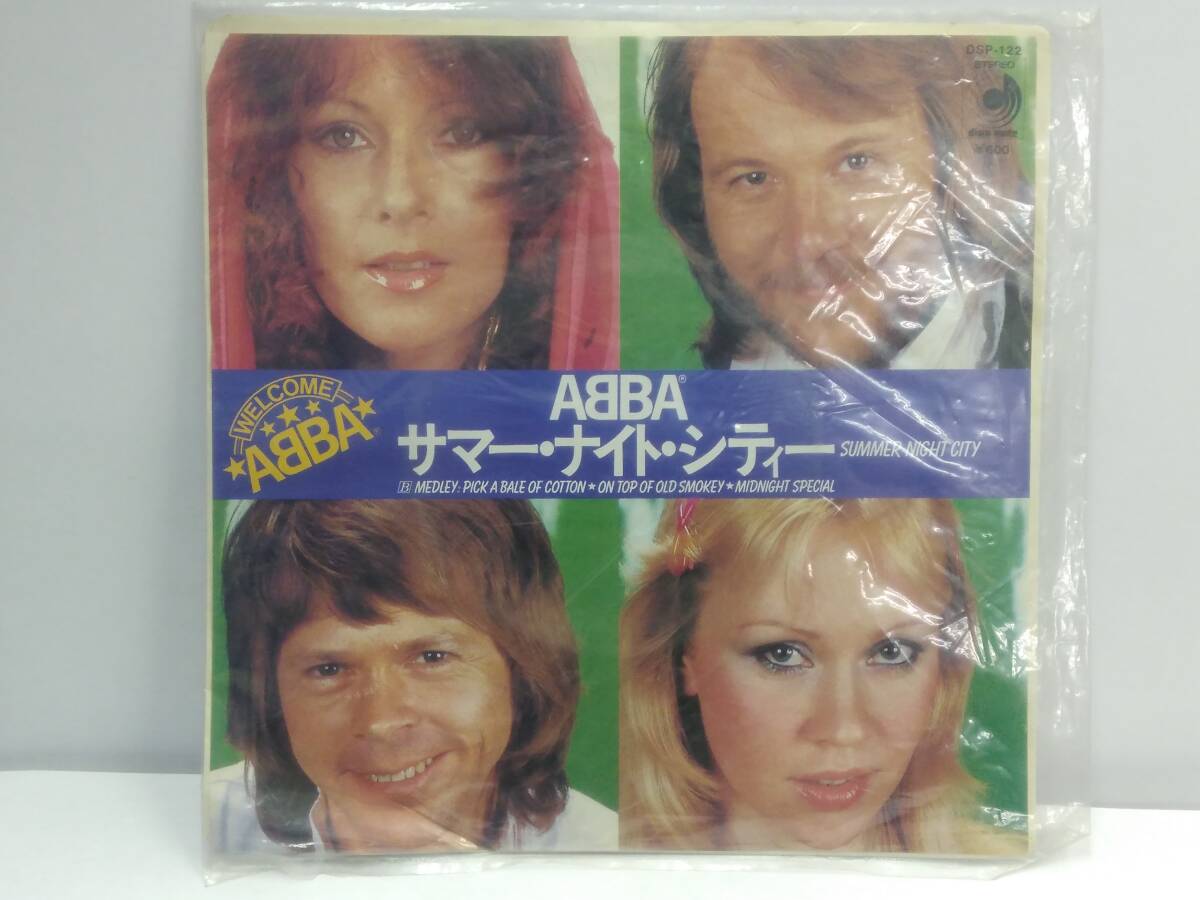 DSP-122
STEREO
disco mate
¥600
WELCOME
ABBA®
ABBA®
サマー・ナイト・シティー SUMMER NIGHT CITY
B MEDLEY: PICK A BALE OF COTTON★ON TOP OF OLD SMOKEY★MIDNIGHT SPECIAL